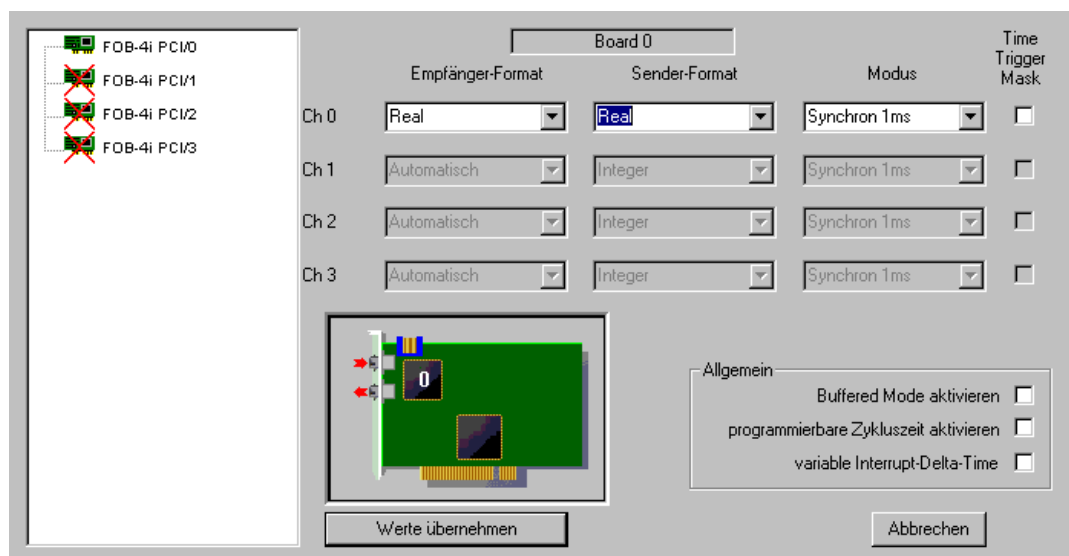 FOB-4i PCI/0
FOB-4i PCI/1
FOB-4i PCI/2
FOB-4i PCI/3
Board 0
Empfänger-Format Sender-Format Modus
Time
Trigger
Mask
Ch 0 Real Real Synchron 1ms
Ch 1 Automatisch Integer Synchron 1ms
Ch 2 Automatisch Integer Synchron 1ms
Ch 3 Automatisch Integer Synchron 1ms
0
Allgemein
Buffered Mode aktivieren
programmierbare Zykluszeit aktivieren
variable Interrupt-Delta-Time
Werte übernehmen Abbrechen